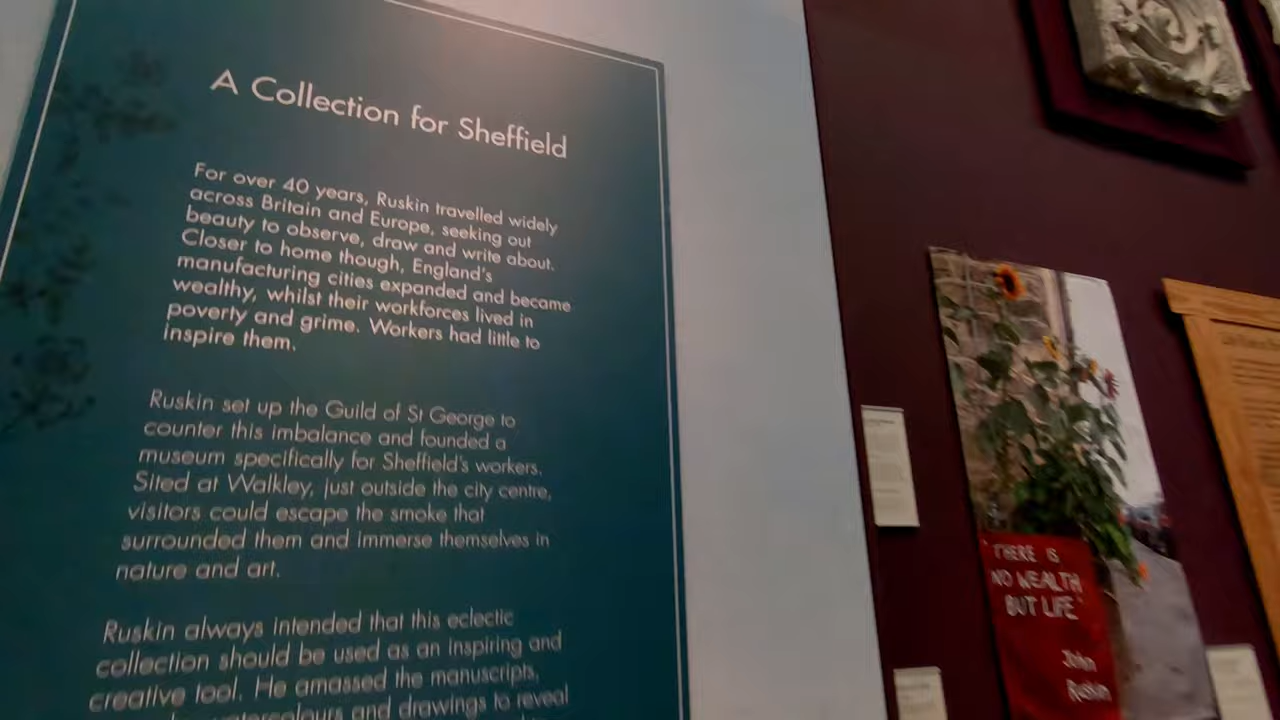 A Collection for Sheffield
For over 40 years, Ruskin travelled widely
across Britain and Europe, seeking out
beauty to observe, draw and write about.
Closer to home though, England's
manufacturing cities expanded and became
wealthy, whilst their workforces lived in
poverty and grime. Workers had little to
inspire them.
Ruskin set up the Guild of St George to
counter this imbalance and founded a
museum specifically for Sheffield's workers.
Sited at Walkley, just outside the city centre,
visitors could escape the smoke that
surrounded them and immerse themselves in
nature and art.
Ruskin always intended that this eclectic
collection should be used as an inspiring and
creative tool. He amassed the manuscripts,
watercolours and drawings to reveal
"THERE IS
NO WEALTH
BUT LIFE"
John
Ruskin